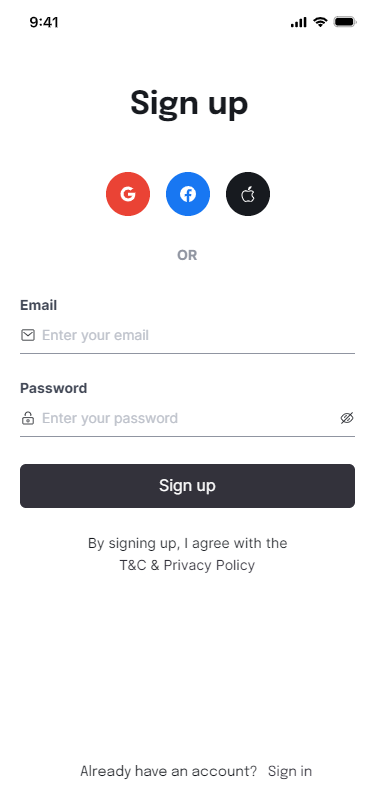 9:41
Sign up
OR
Email
Enter your email
Password
Enter your password
Sign up
By signing up, I agree with the
T&C & Privacy Policy
Already have an account? Sign in